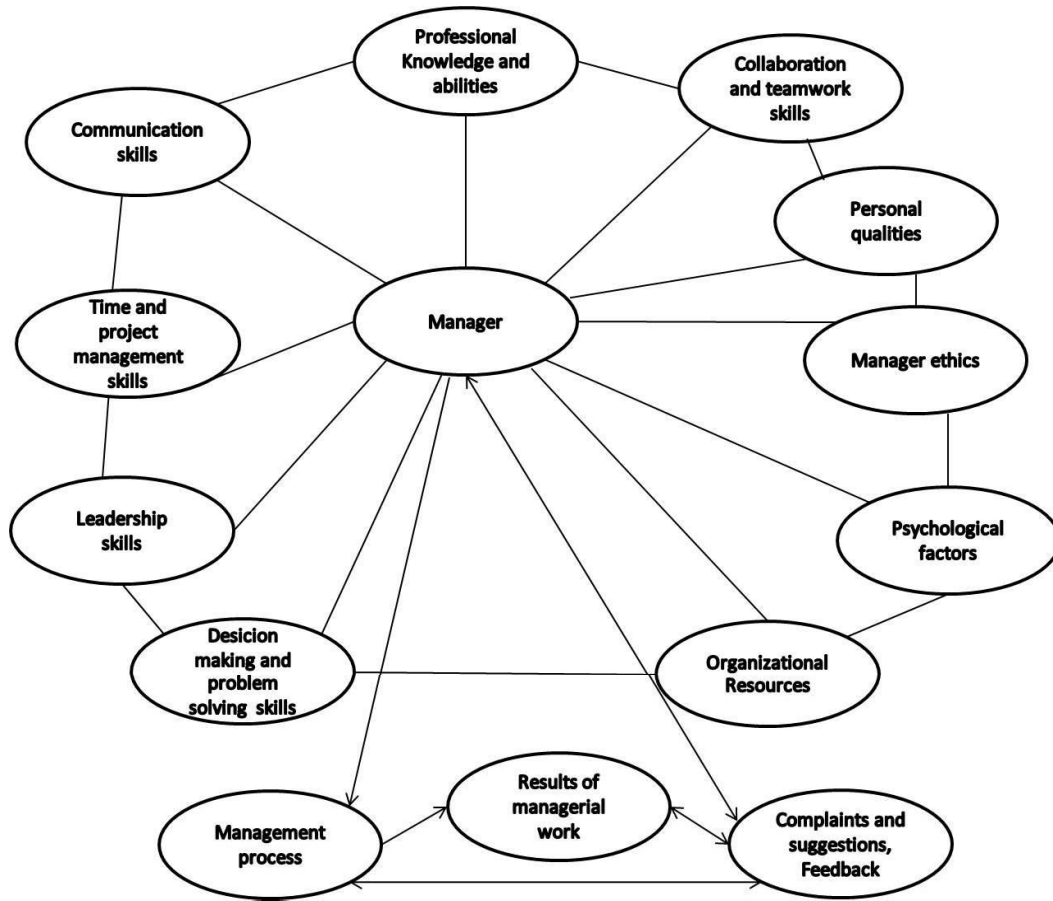 Professional
Knowledge and
abilities
Collaboration
and teamwork
skills
Communication
skills
Personal
qualities
Time and
project
management
skills
Manager
Manager ethics
Leadership
skills
Psychological
factors
Desicion
making and
problem
solving skills
Organizational
Resources
Results of
managerial
work
Management
process
Complaints and
suggestions,
Feedback